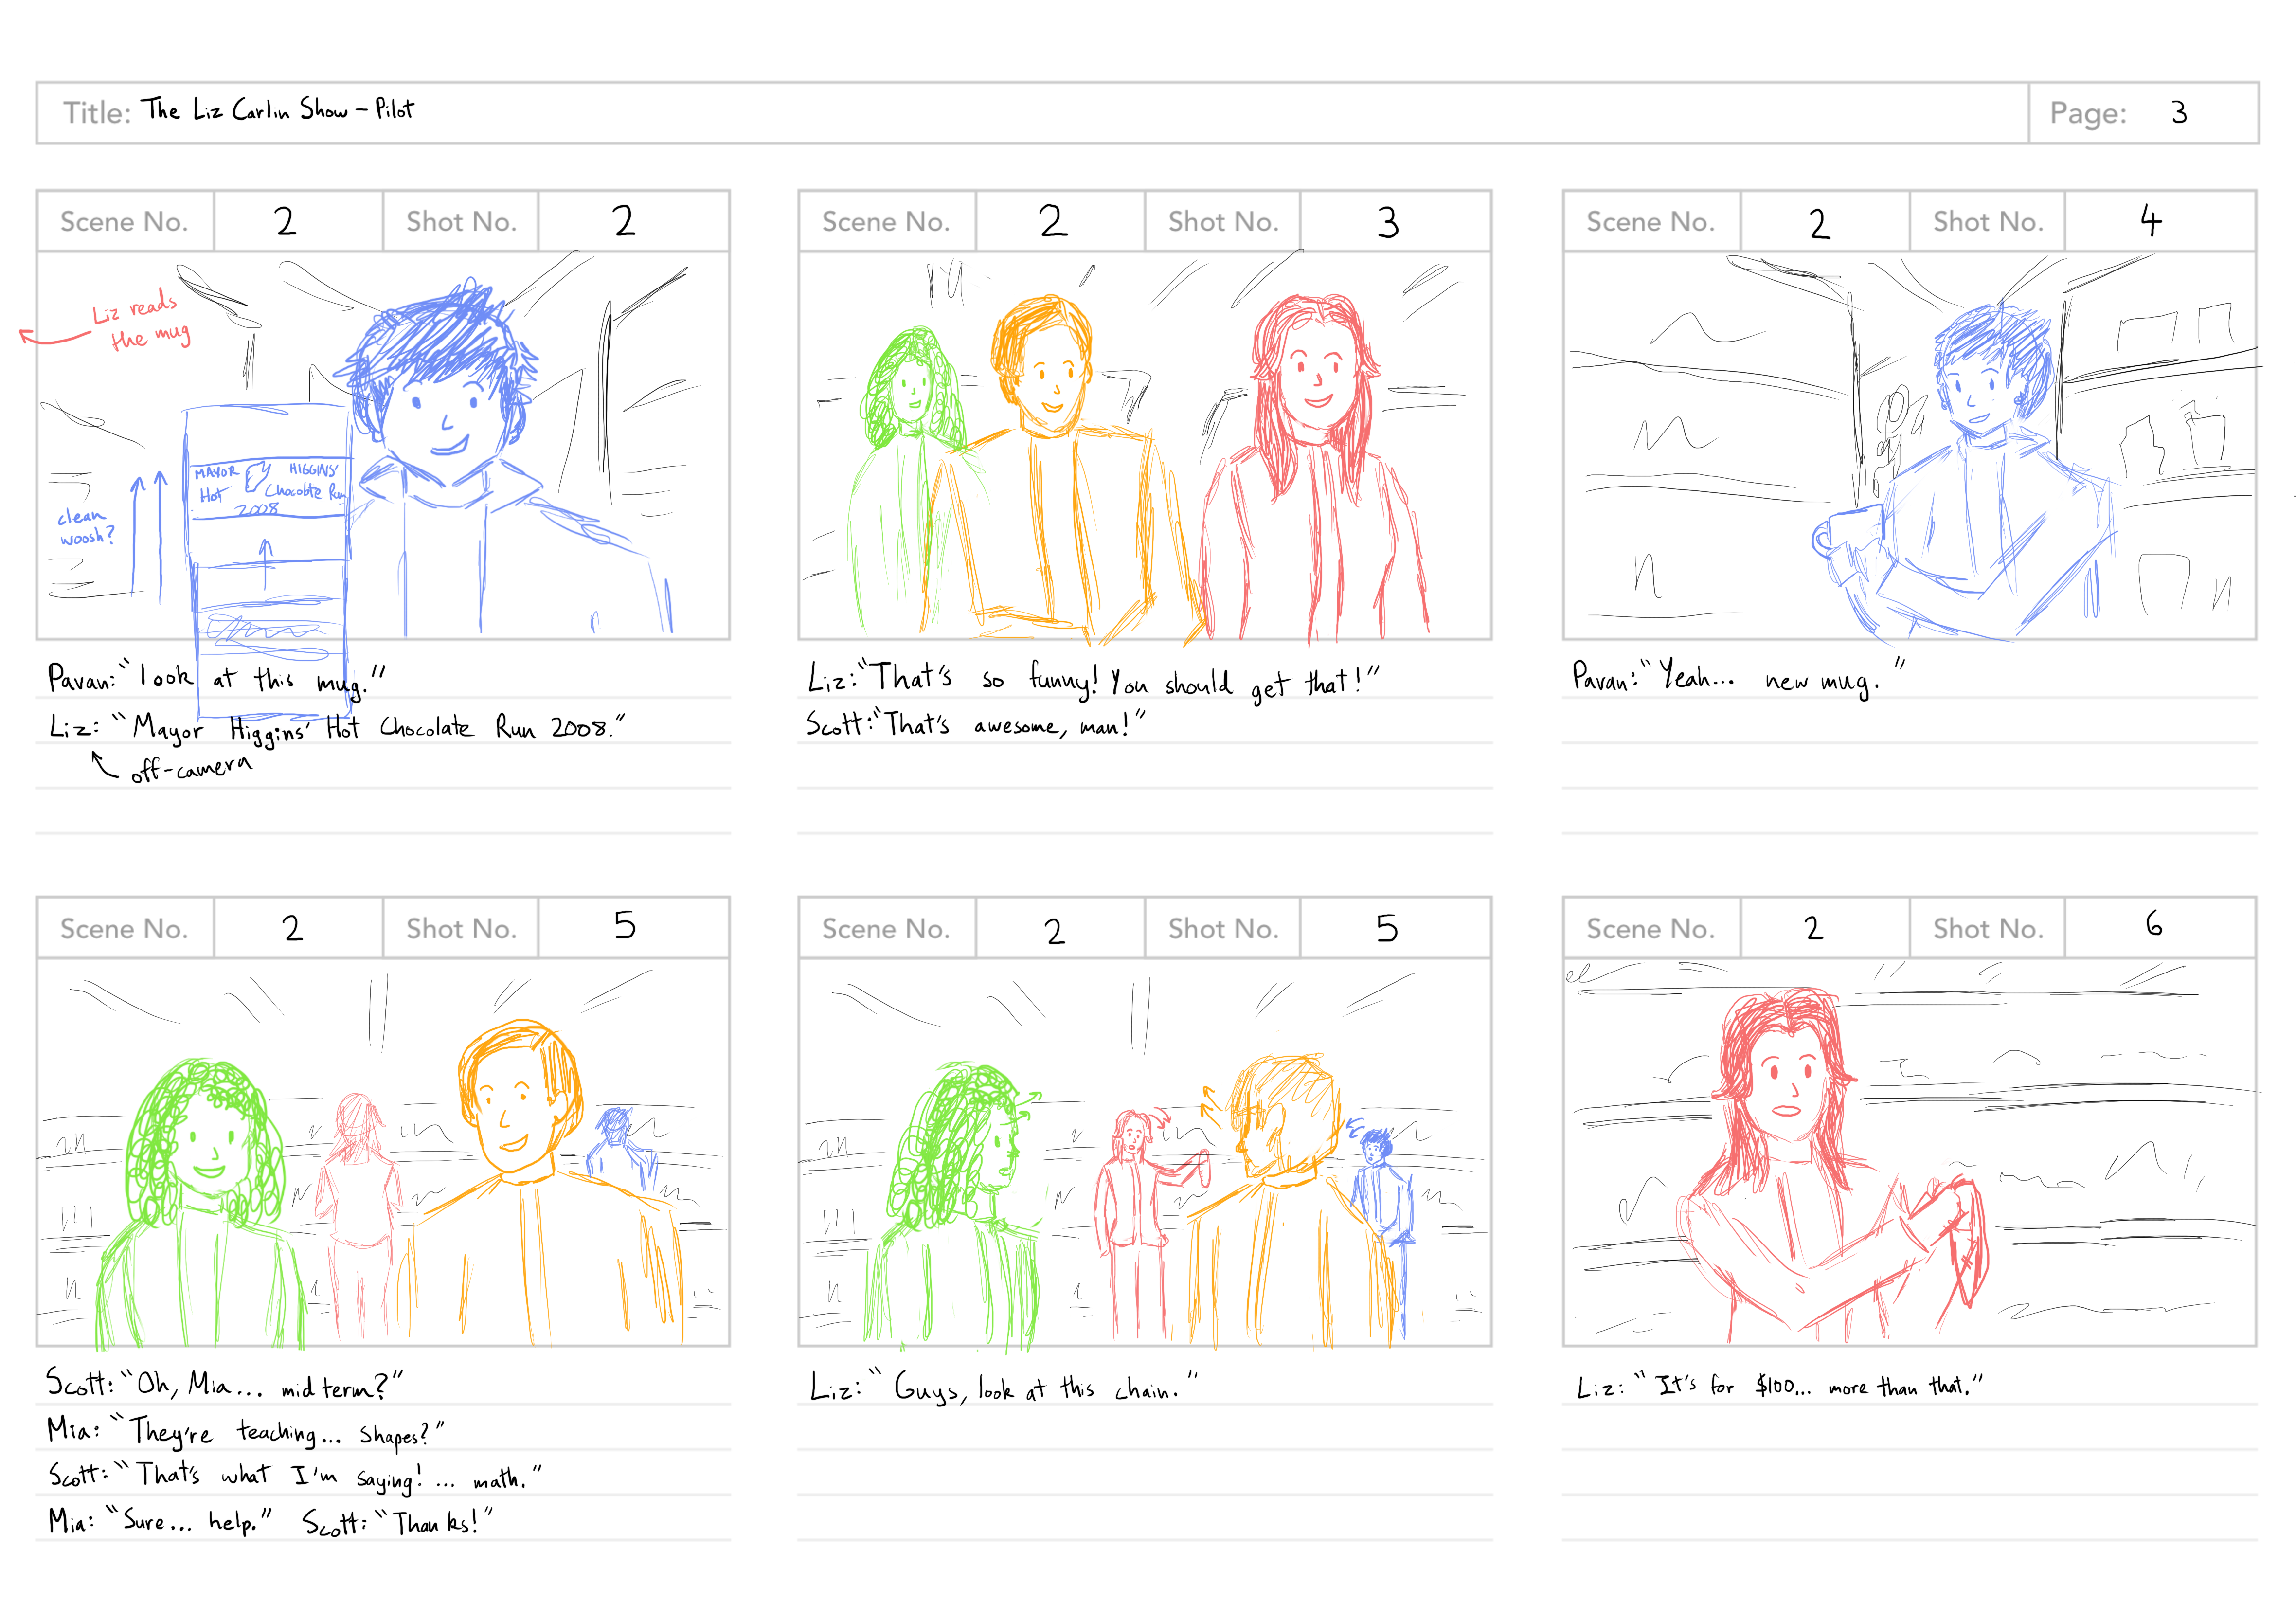 Title: The Liz Carlin Show - Pilot
Page: 3
Scene No. 2 Shot No. 2
Liz reads
the mug
MAYOR HIGGINS'
Hot Chocolate Run
2008
clean
woosh?
Pavan: "look at this mug."
Liz: "Mayor Higgins' Hot Chocolate Run 2008."
off-camera
Scene No. 2 Shot No. 3
Liz: "That's so funny! You should get that!"
Scott: "That's awesome, man!"
Scene No. 2 Shot No. 4
Pavan: "Yeah... new mug."
Scene No. 2 Shot No. 5
Scott: "Oh, Mia... midterm?"
Mia: "They're teaching... shapes?"
Scott: "That's what I'm saying! ... math."
Mia: "Sure... help." Scott: "Thanks!"
Scene No. 2 Shot No. 5
Liz: "Guys, look at this chain."
Scene No. 2 Shot No. 6
Liz: "It's for $100... more than that."